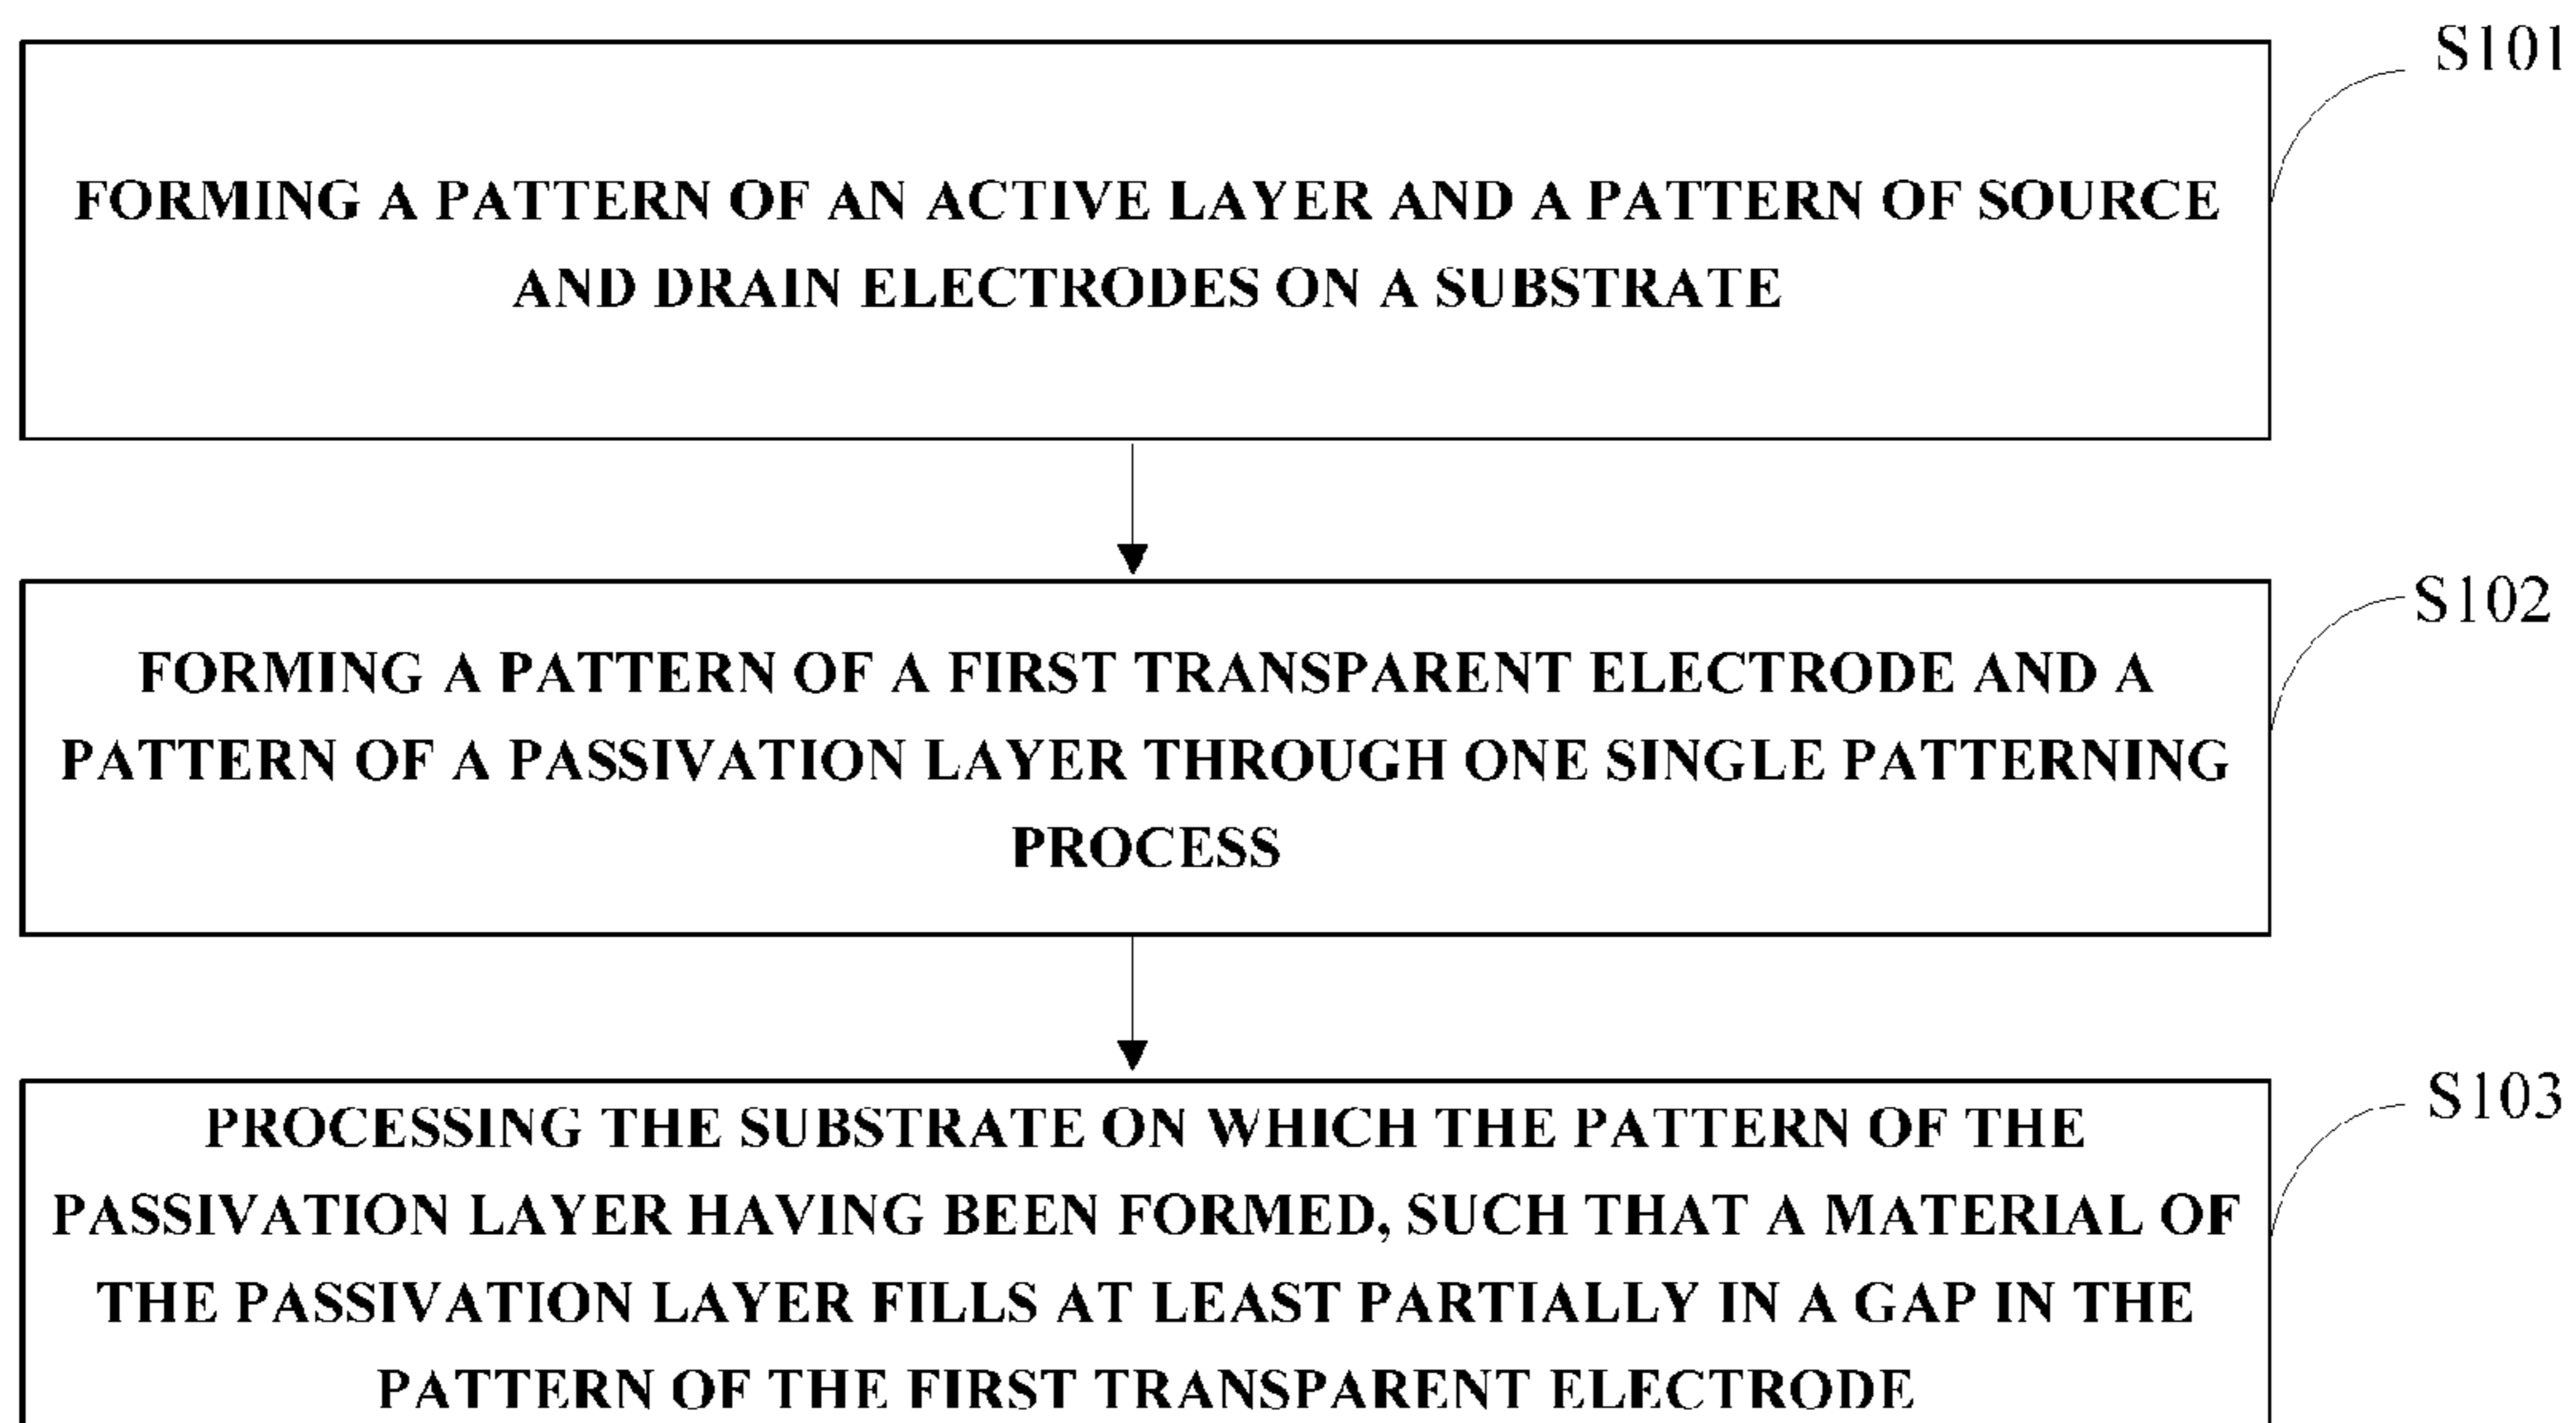 S101
FORMING A PATTERN OF AN ACTIVE LAYER AND A PATTERN OF SOURCE
AND DRAIN ELECTRODES ON A SUBSTRATE
S102
FORMING A PATTERN OF A FIRST TRANSPARENT ELECTRODE AND A
PATTERN OF A PASSIVATION LAYER THROUGH ONE SINGLE PATTERNING
PROCESS
S103
PROCESSING THE SUBSTRATE ON WHICH THE PATTERN OF THE
PASSIVATION LAYER HAVING BEEN FORMED, SUCH THAT A MATERIAL OF
THE PASSIVATION LAYER FILLS AT LEAST PARTIALLY IN A GAP IN THE
PATTERN OF THE FIRST TRANSPARENT ELECTRODE